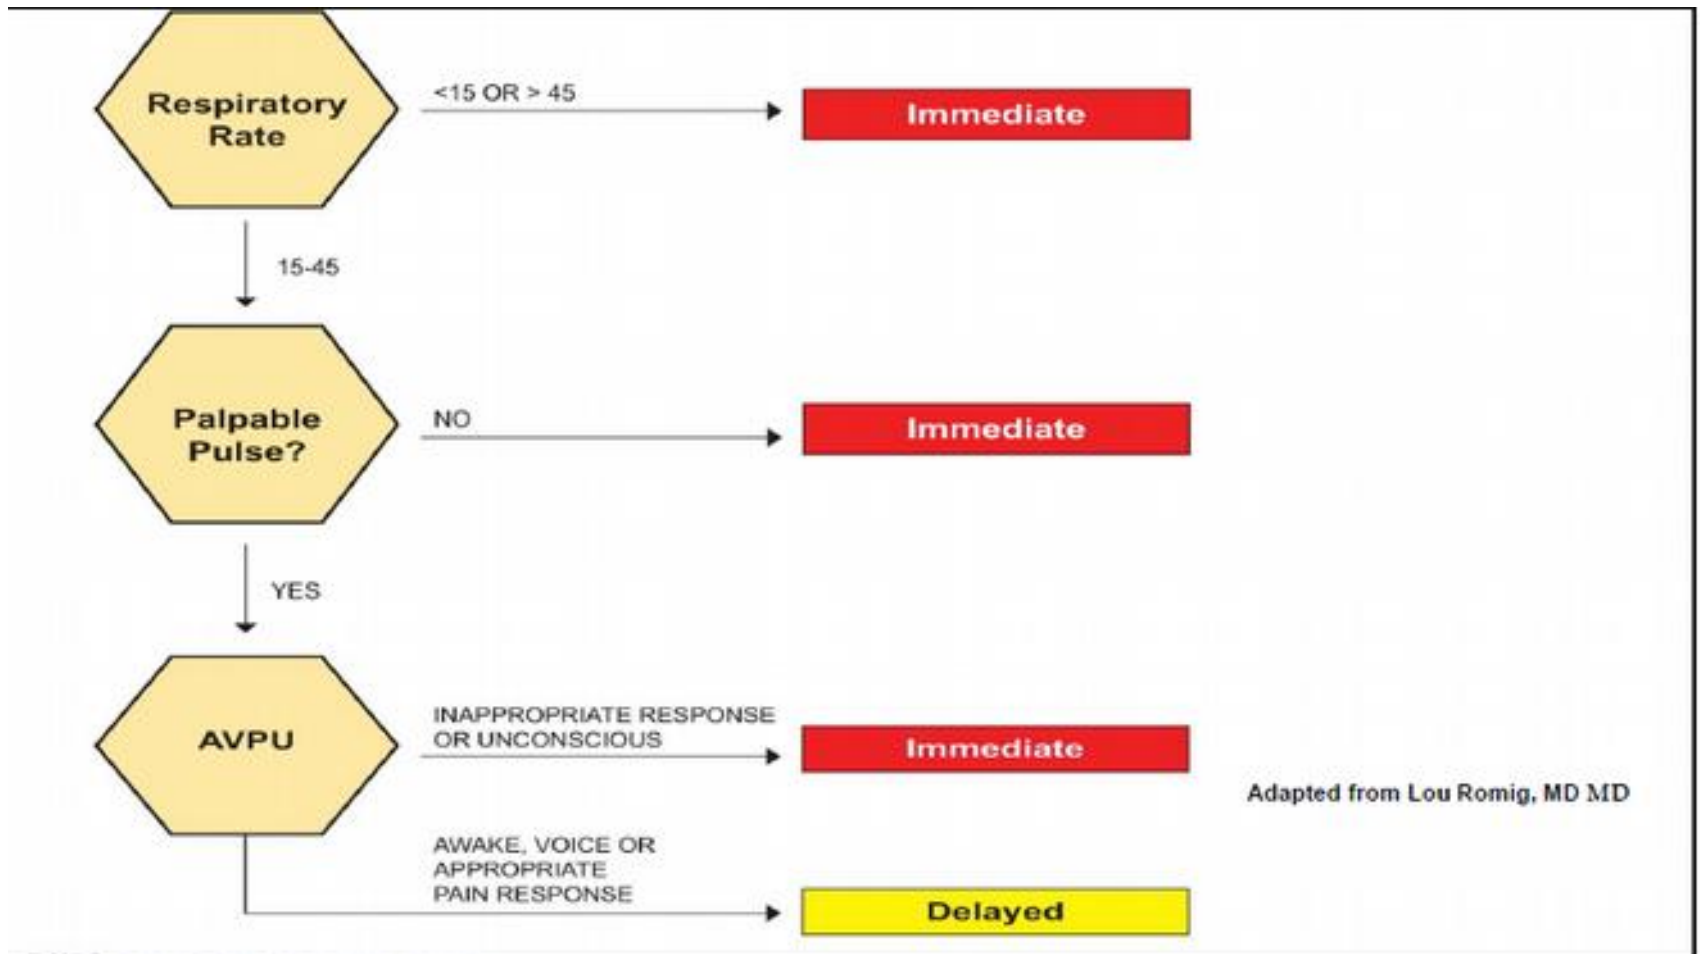 Respiratory
Rate
<15 OR > 45
Immediate
15-45
Palpable
Pulse?
NO
Immediate
YES
AVPU
INAPPROPRIATE RESPONSE
OR UNCONSCIOUS
Immediate
Adapted from Lou Romig, MD MD
AWAKE, VOICE OR
APPROPRIATE
PAIN RESPONSE
Delayed